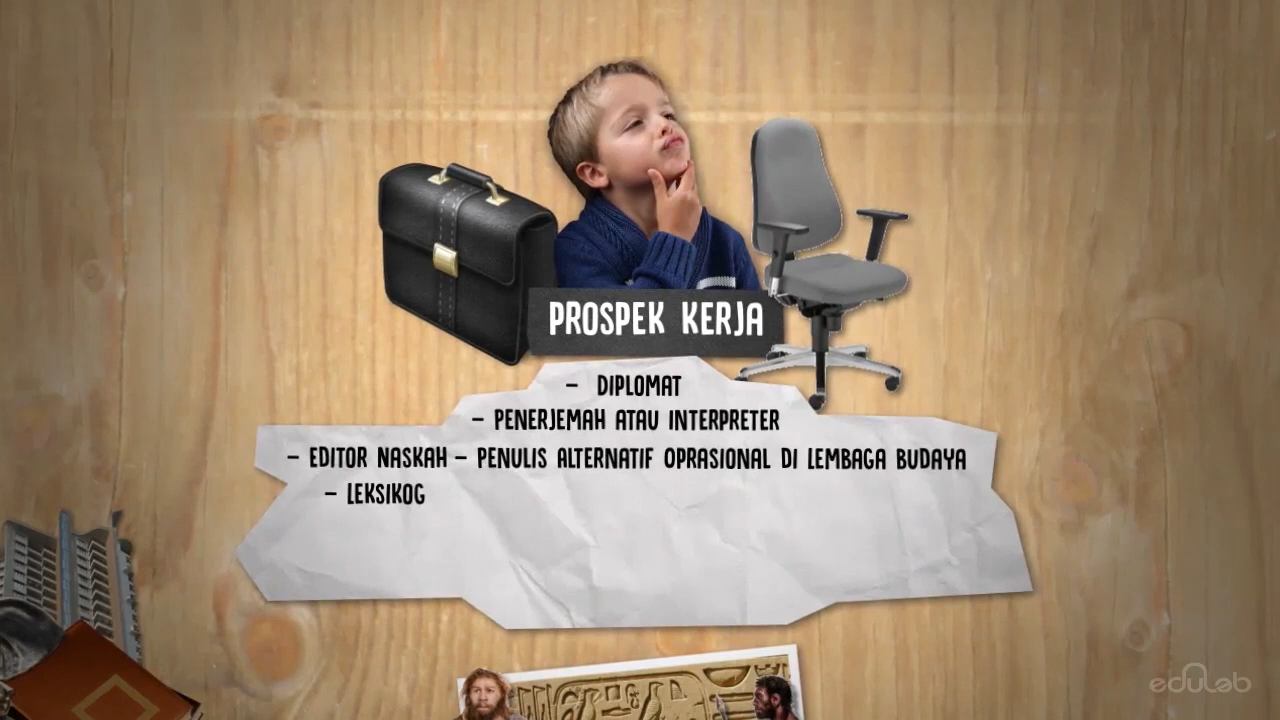 PROSPEK KERJA
– DIPLOMAT
– PENERJEMAH ATAU INTERPRETER
– EDITOR NASKAH – PENULIS ALTERNATIF OPRASIONAL DI LEMBAGA BUDAYA
– LEKSIKOG
eduLab